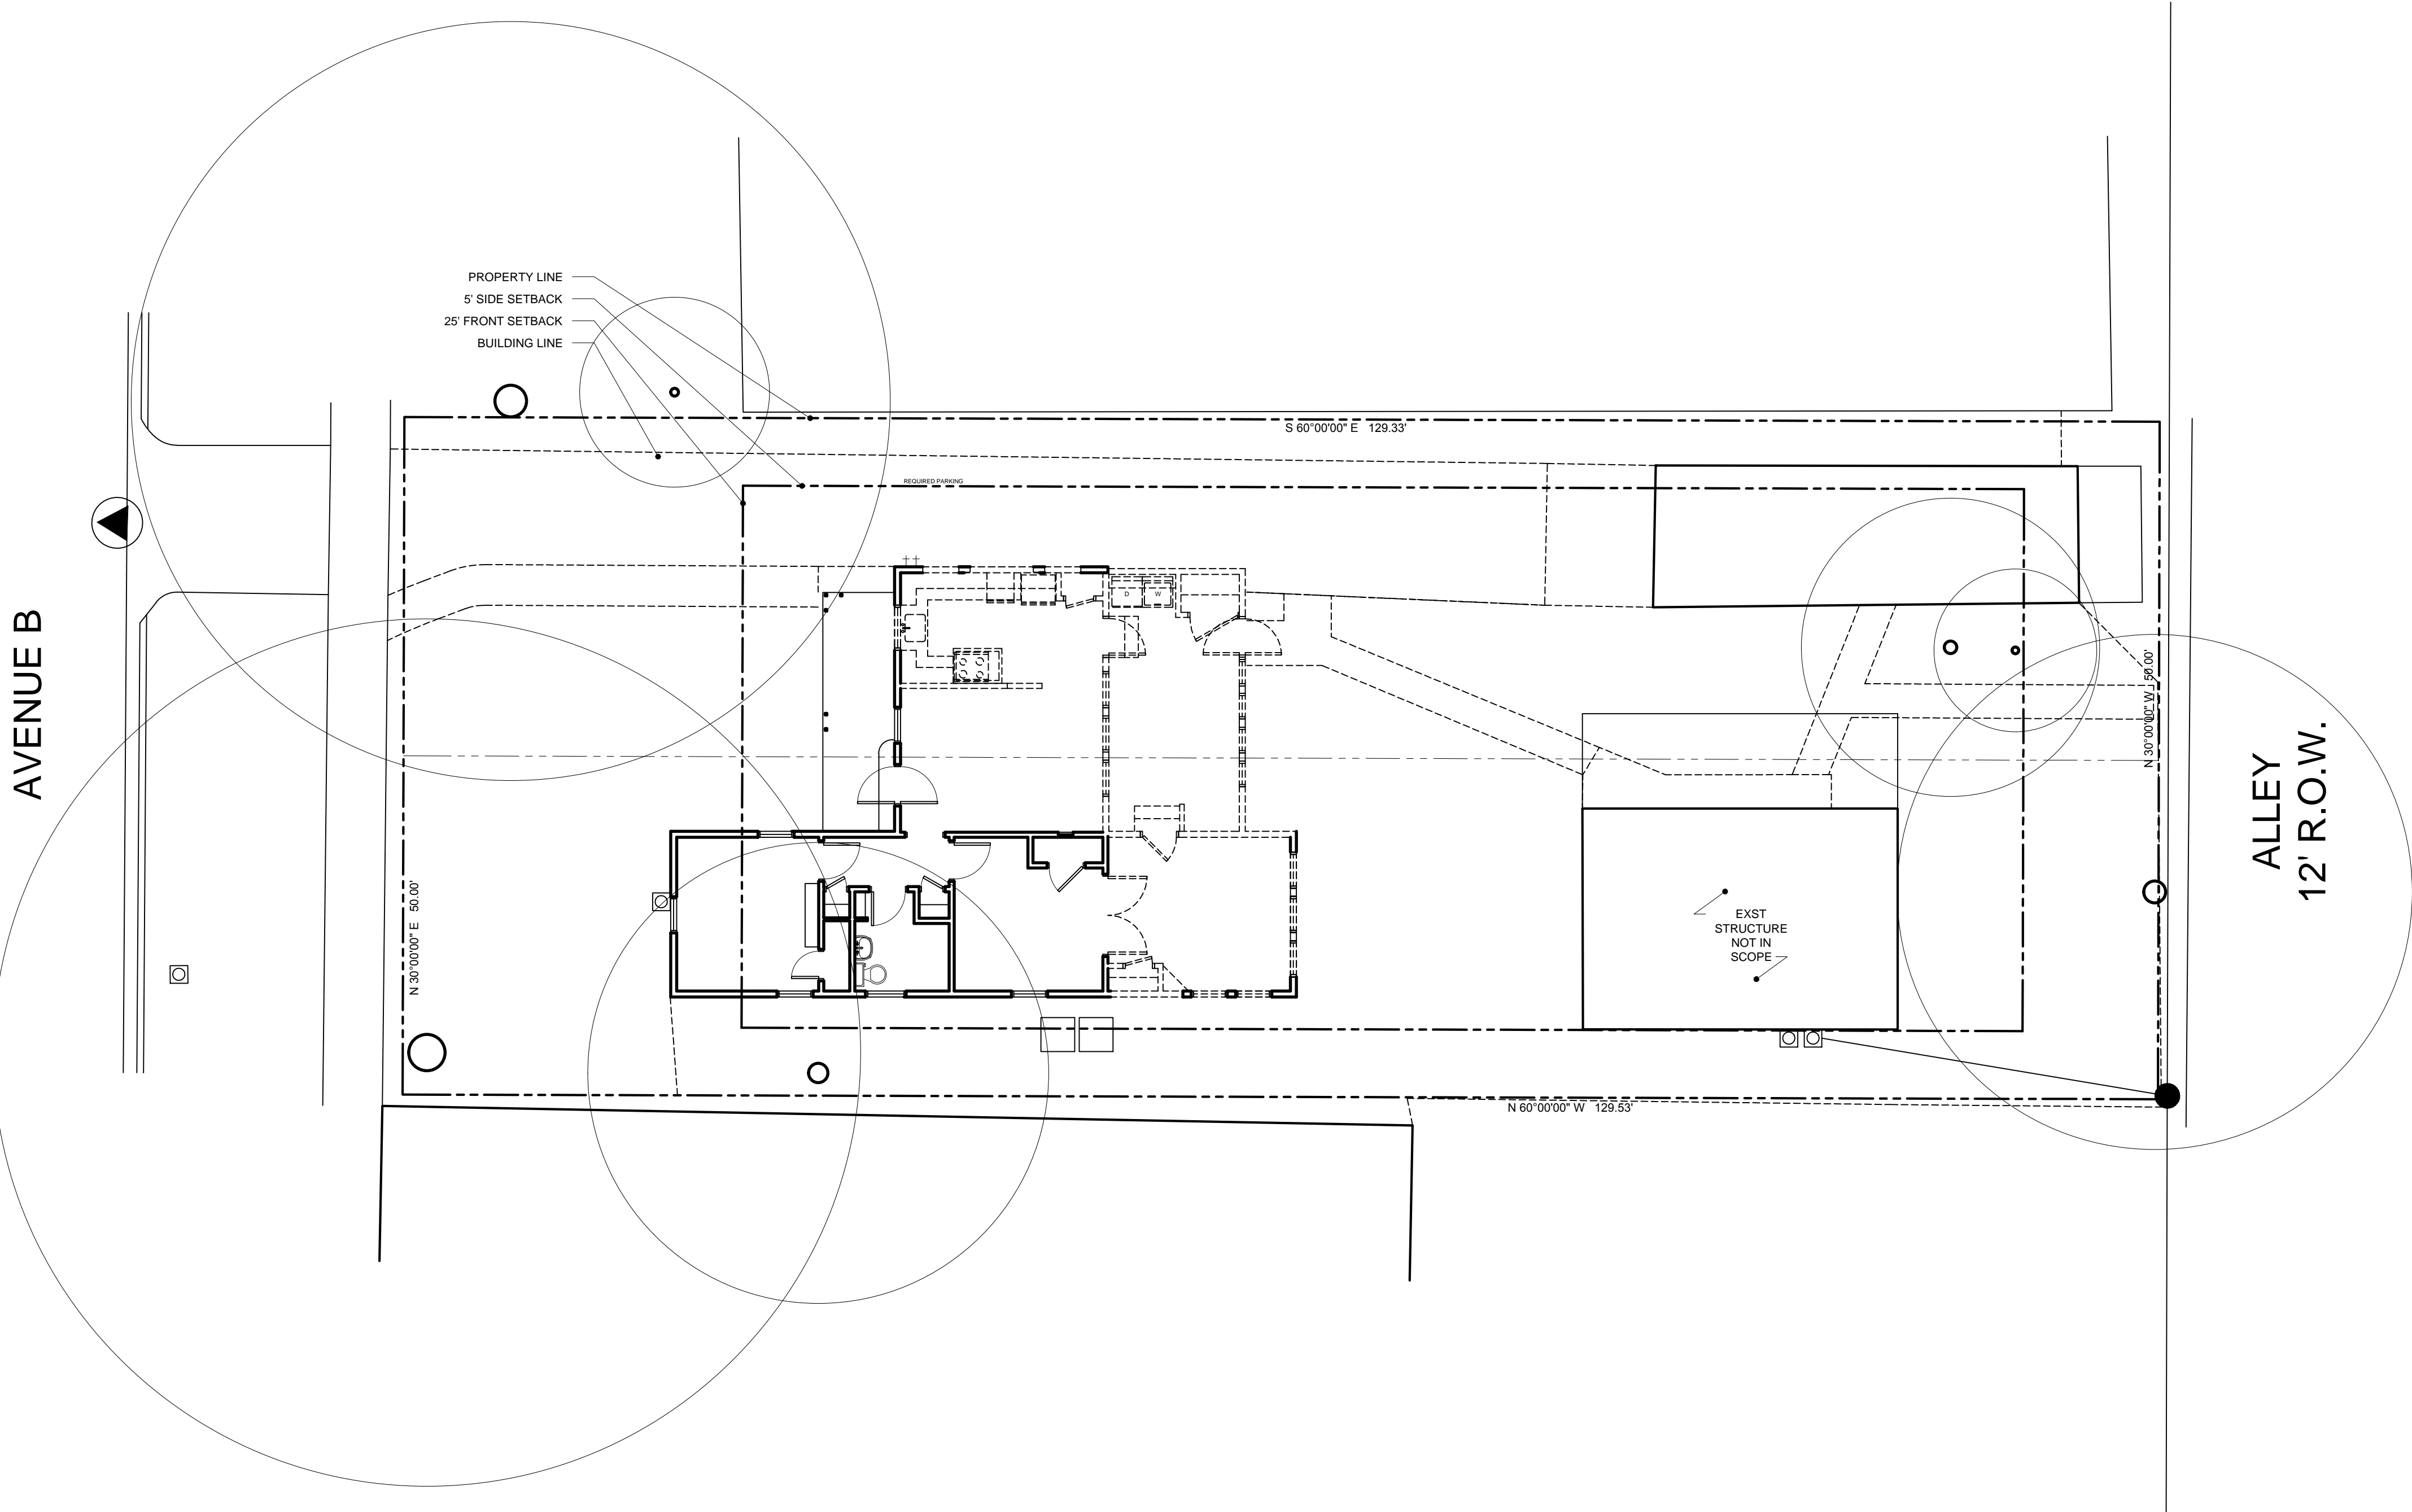 PROPERTY LINE
5' SIDE SETBACK
25' FRONT SETBACK
BUILDING LINE
S 60°00'00" E 129.33'
REQUIRED PARKING
D
W
AVENUE B
N 30°00'00" E 50.00'
N 30°00'00" W 50.00'
ALLEY
12' R.O.W.
EXST
STRUCTURE
NOT IN
SCOPE
N 60°00'00" W 129.53'